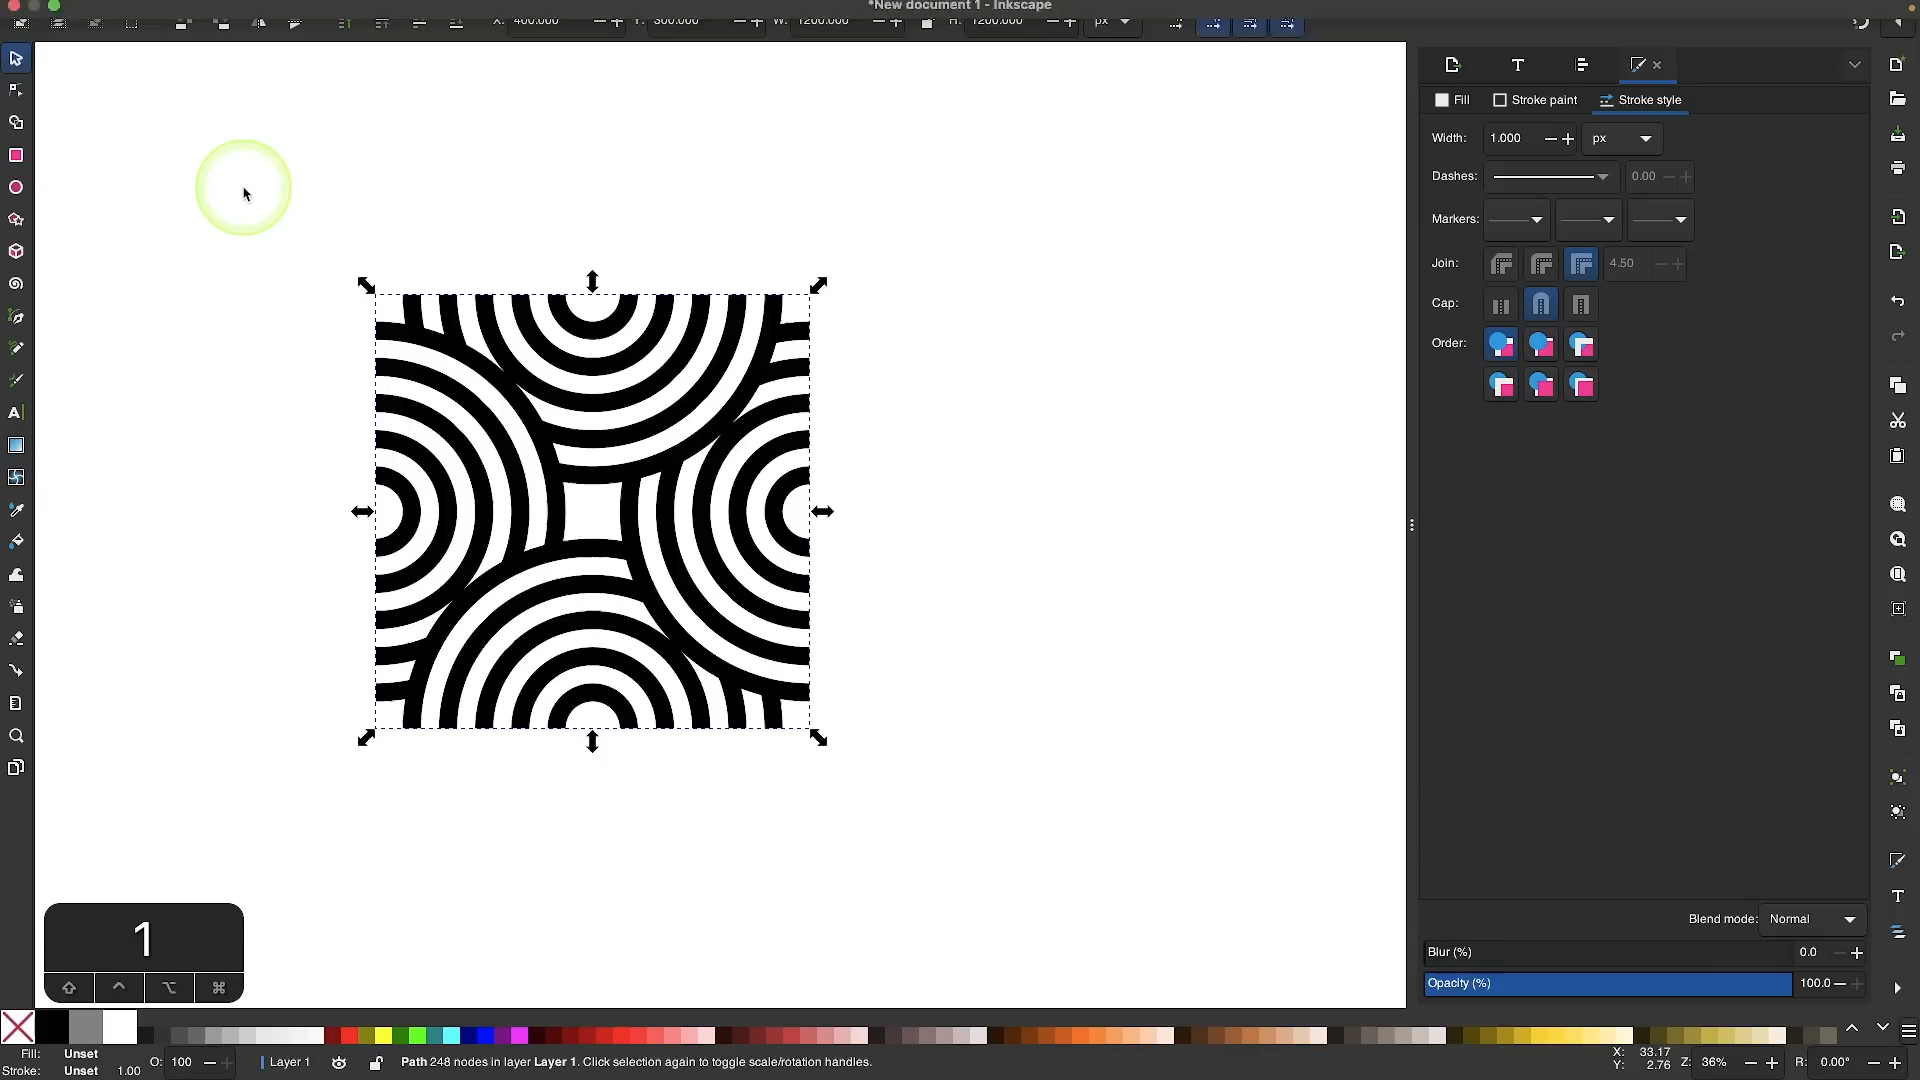 *New document 1 - Inkscape
X: 400.000 Y: 300.000 W: 1200.000 H: 1200.000 px
Fill Stroke paint Stroke style
Width: 1.000 px
Dashes: 0.00
Markers:
Join: 4.50
Cap:
Order:
Blend mode: Normal
Blur (%) 0.0
Opacity (%) 100.0
1
Fill: Unset
Stroke: Unset 1.00
O: 100
Layer 1
Path 248 nodes in layer Layer 1. Click selection again to toggle scale/rotation handles.
X: 33.17
Y: 2.76
Z: 36%
R: 0.00°